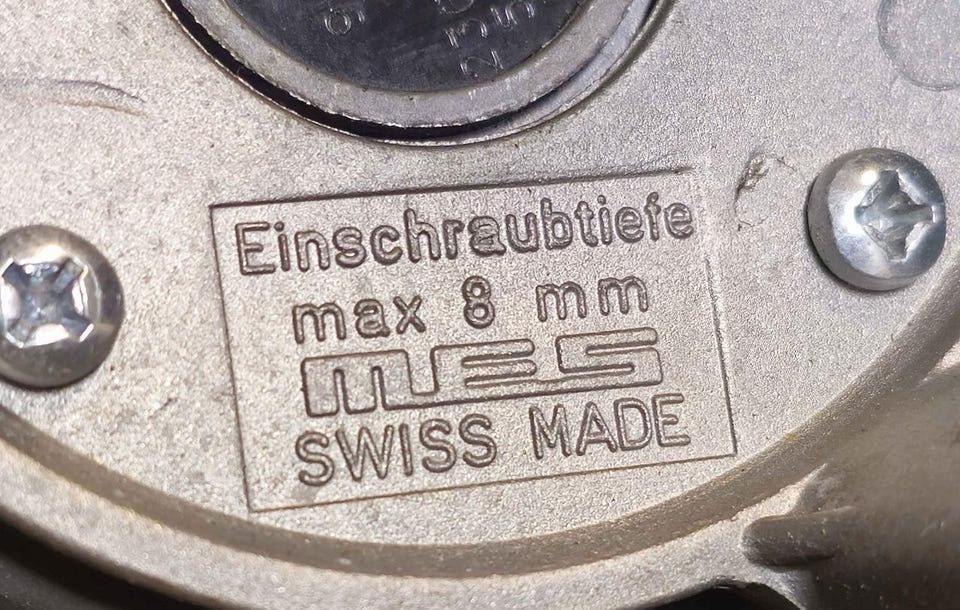 Einschraubtiefe
max 8 mm
MES
SWISS MADE